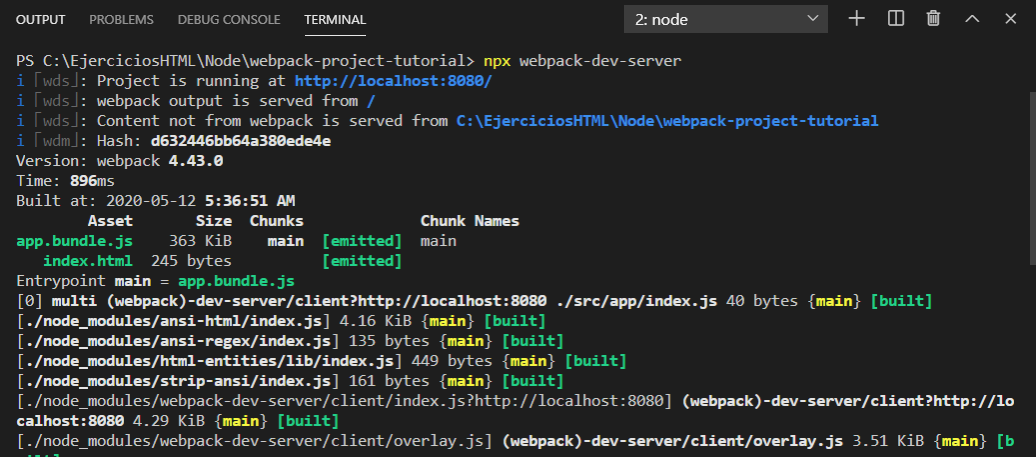 OUTPUT PROBLEMS DEBUG CONSOLE TERMINAL 2: node
PS C:\EjerciciosHTML\Node\webpack-project-tutorial> npx webpack-dev-server
i ｢wds｣: Project is running at http://localhost:8080/
i ｢wds｣: webpack output is served from /
i ｢wds｣: Content not from webpack is served from C:\EjerciciosHTML\Node\webpack-project-tutorial
i ｢wdm｣: Hash: d632446bb64a380ede4e
Version: webpack 4.43.0
Time: 896ms
Built at: 2020-05-12 5:36:51 AM
Asset Size Chunks Chunk Names
app.bundle.js 363 KiB main [emitted] main
index.html 245 bytes [emitted]
Entrypoint main = app.bundle.js
[0] multi (webpack)-dev-server/client?http://localhost:8080 ./src/app/index.js 40 bytes {main} [built]
[./node_modules/ansi-html/index.js] 4.16 KiB {main} [built]
[./node_modules/ansi-regex/index.js] 135 bytes {main} [built]
[./node_modules/html-entities/lib/index.js] 449 bytes {main} [built]
[./node_modules/strip-ansi/index.js] 161 bytes {main} [built]
[./node_modules/webpack-dev-server/client/index.js?http://localhost:8080] (webpack)-dev-server/client?http://lo
calhost:8080 4.29 KiB {main} [built]
[./node_modules/webpack-dev-server/client/overlay.js] (webpack)-dev-server/client/overlay.js 3.51 KiB {main} [b